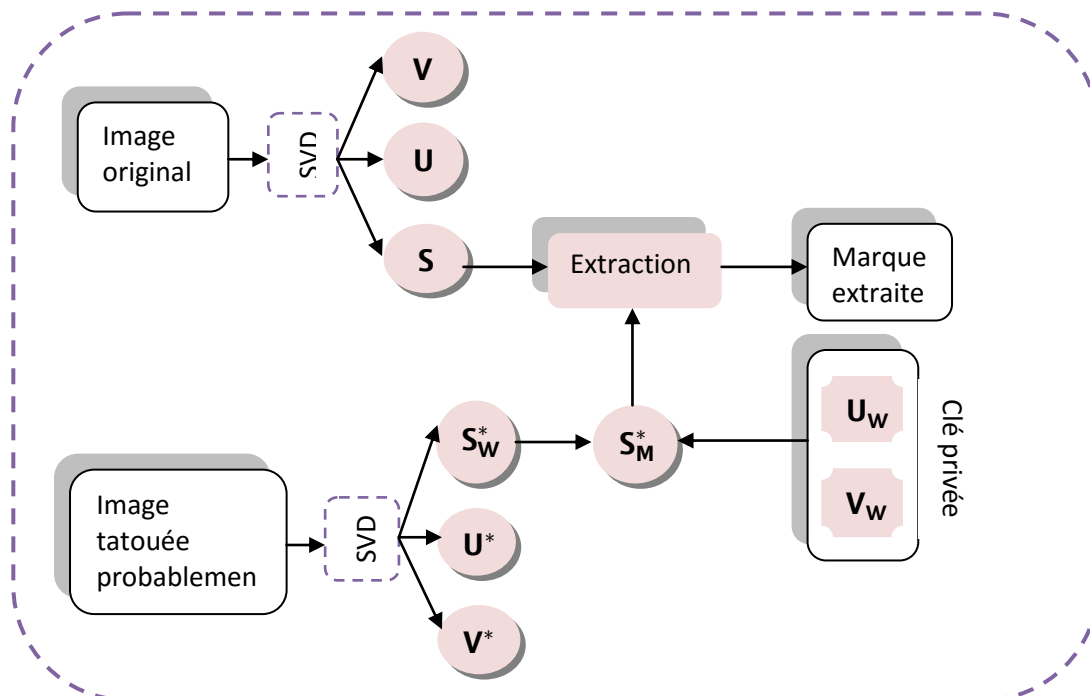 V
Image
original
SVD
U
S
Extraction
Marque
extraite
S*W
S*M
UW
VW
Clé privée
Image
tatouée
probablemen
SVD
U*
V*